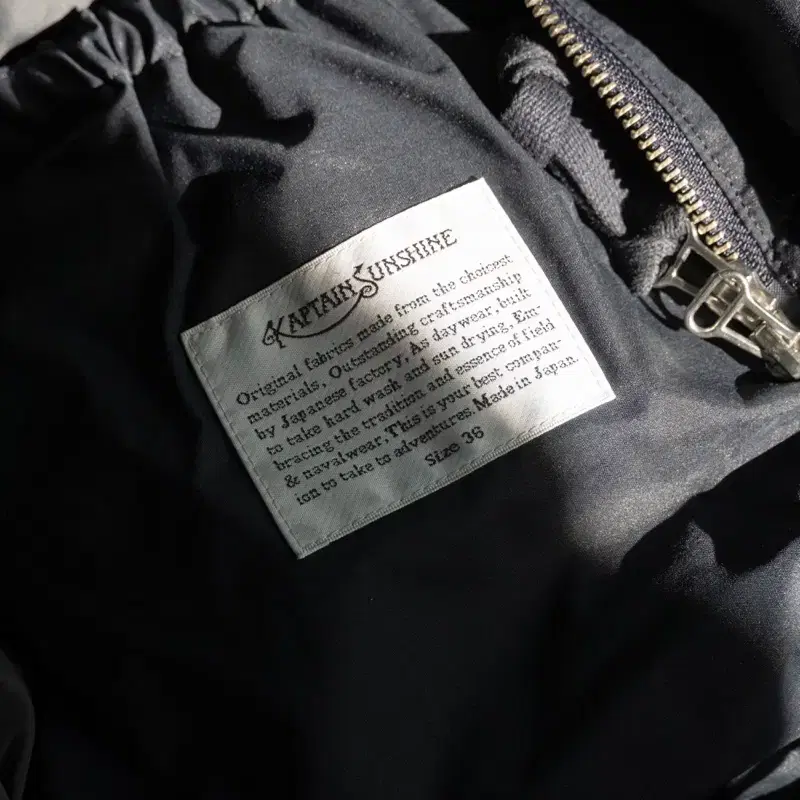 KAPTAIN SUNSHINE
Original fabrics made from the choicest
materials, Outstanding craftsmanship
by Japanese factory, As daywear, built
to take hard wash and sun drying, Em-
bracing the tradition and essence of field
& navalwear, This is your best compan-
ion to take to adventures. Made in Japan.
Size 36